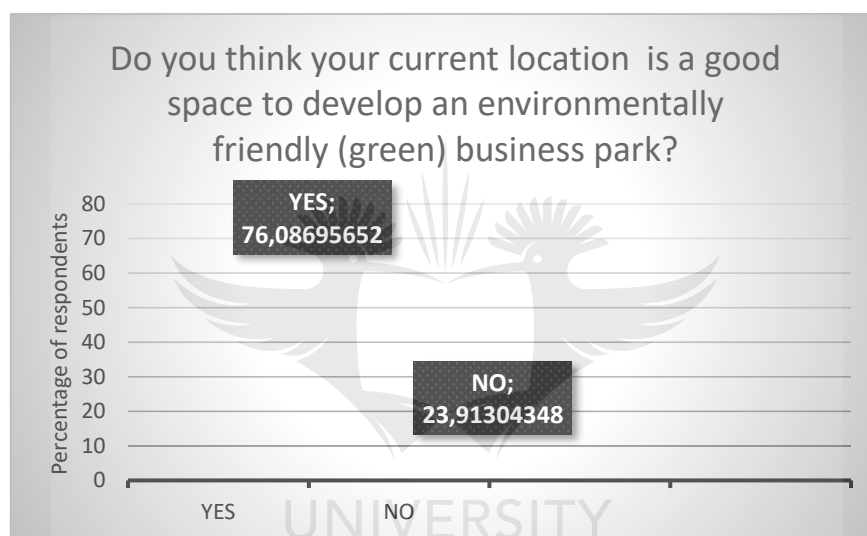 Do you think your current location is a good
space to develop an environmentally
friendly (green) business park?
YES;
76,08695652
NO;
23,91304348
Percentage of respondents
80
70
60
50
40
30
20
10
0
YES NO
UNIVERSITY